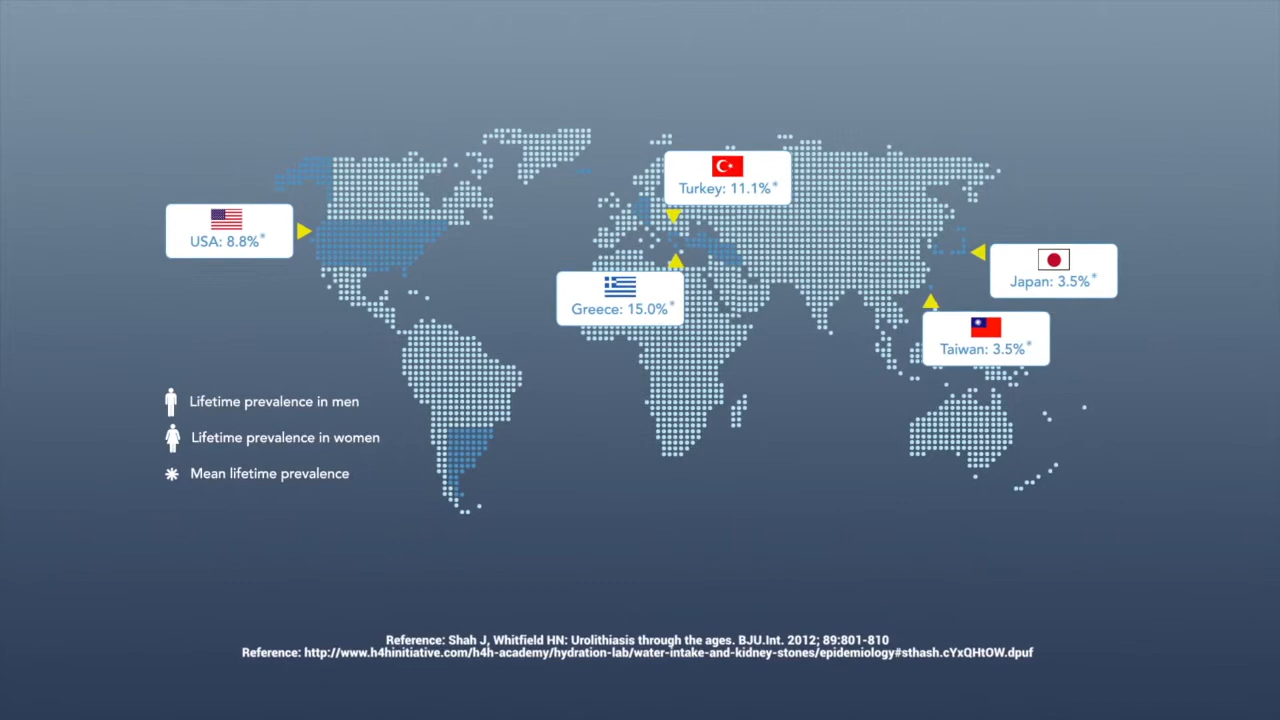 Turkey: 11.1%*
USA: 8.8%*
Japan: 3.5%*
Greece: 15.0%*
Taiwan: 3.5%*
Lifetime prevalence in men
Lifetime prevalence in women
Mean lifetime prevalence
Reference: Shah J, Whitfield HN: Urolithiasis through the ages. BJU.Int. 2012; 89:801-810
Reference: http://www.h4hinitiative.com/h4h-academy/hydration-lab/water-intake-and-kidney-stones/epidemiology#sthash.cYxQHtOW.dpuf